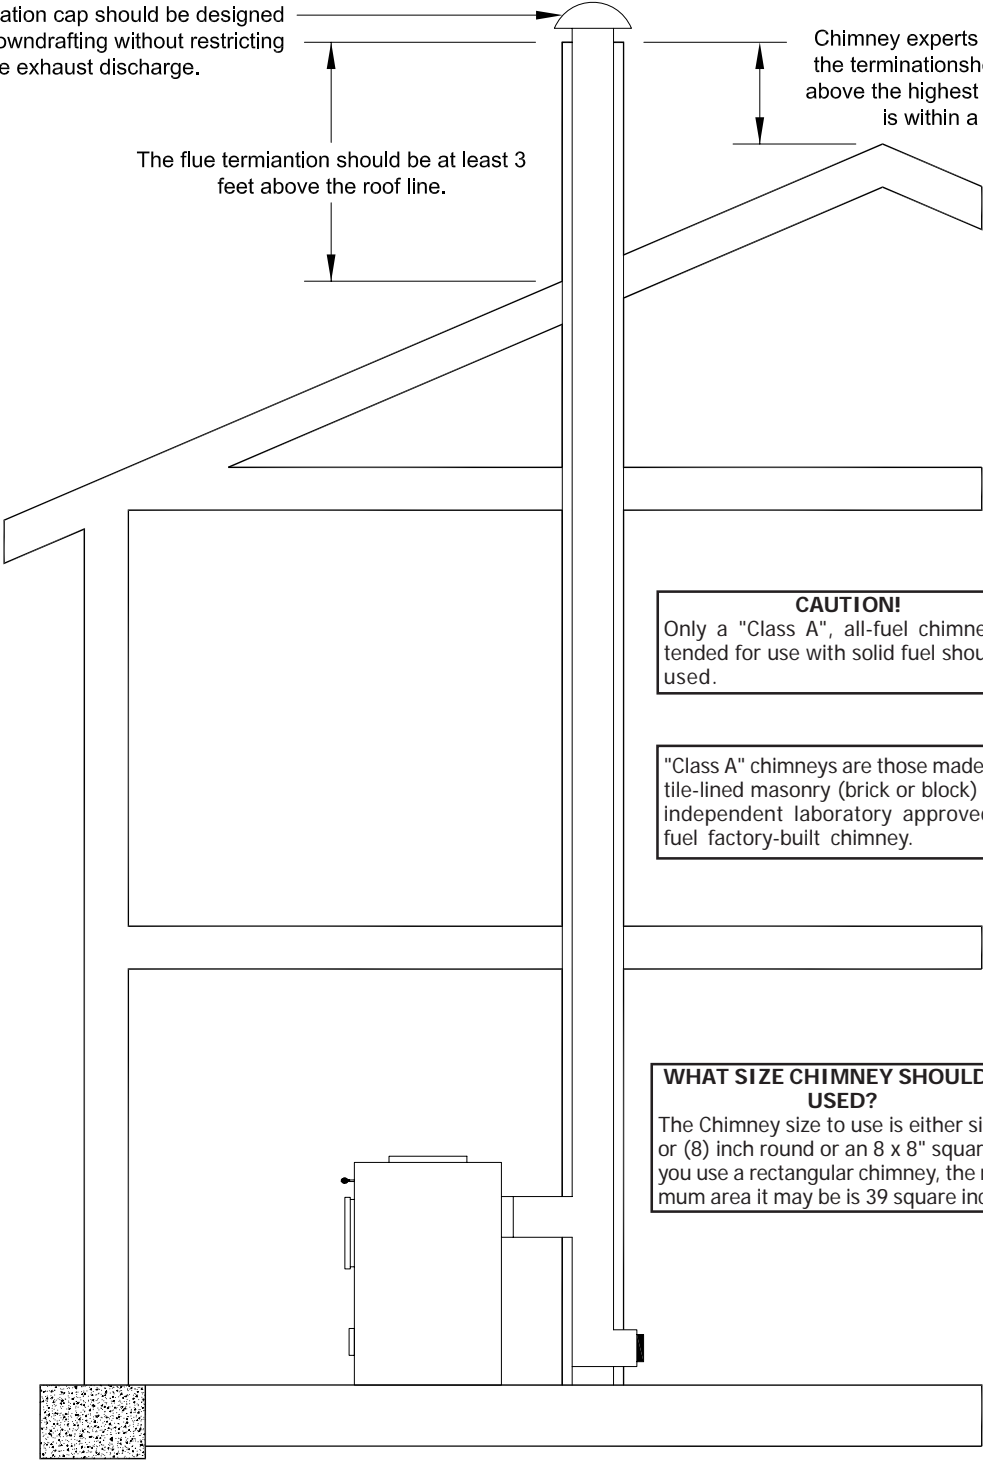 ation cap should be designed
owndrafting without restricting
e exhaust discharge.
Chimney experts
the terminationsh
above the highest
is within a
The flue termiantion should be at least 3
feet above the roof line.
CAUTION!
Only a "Class A", all-fuel chimne
tended for use with solid fuel shou
used.
"Class A" chimneys are those made
tile-lined masonry (brick or block)
independent laboratory approve
fuel factory-built chimney.
WHAT SIZE CHIMNEY SHOULD
USED?
The Chimney size to use is either si
or (8) inch round or an 8 x 8" squar
you use a rectangular chimney, the
mum area it may be is 39 square in